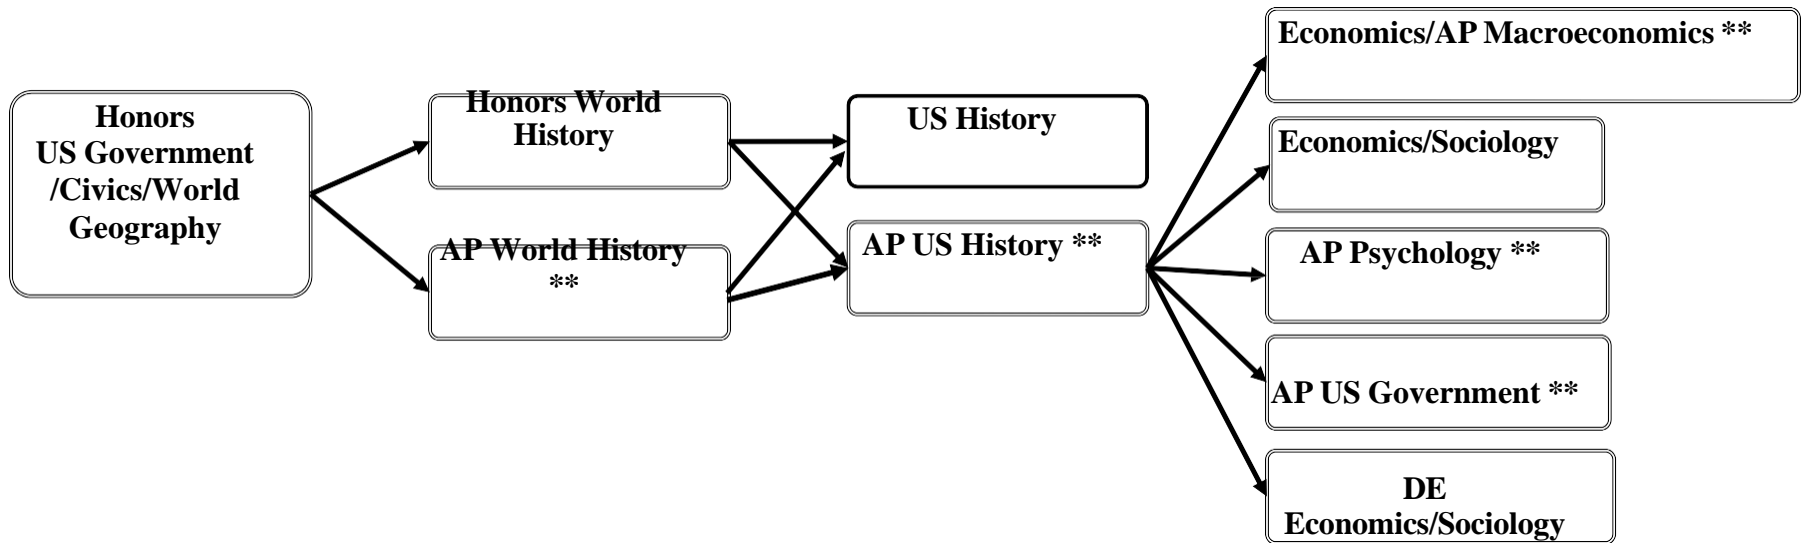 Honors
US Government
/Civics/World
Geography
Honors World
History
AP World History
**
US History
AP US History **
Economics/AP Macroeconomics **
Economics/Sociology
AP Psychology **
AP US Government **
DE
Economics/Sociology